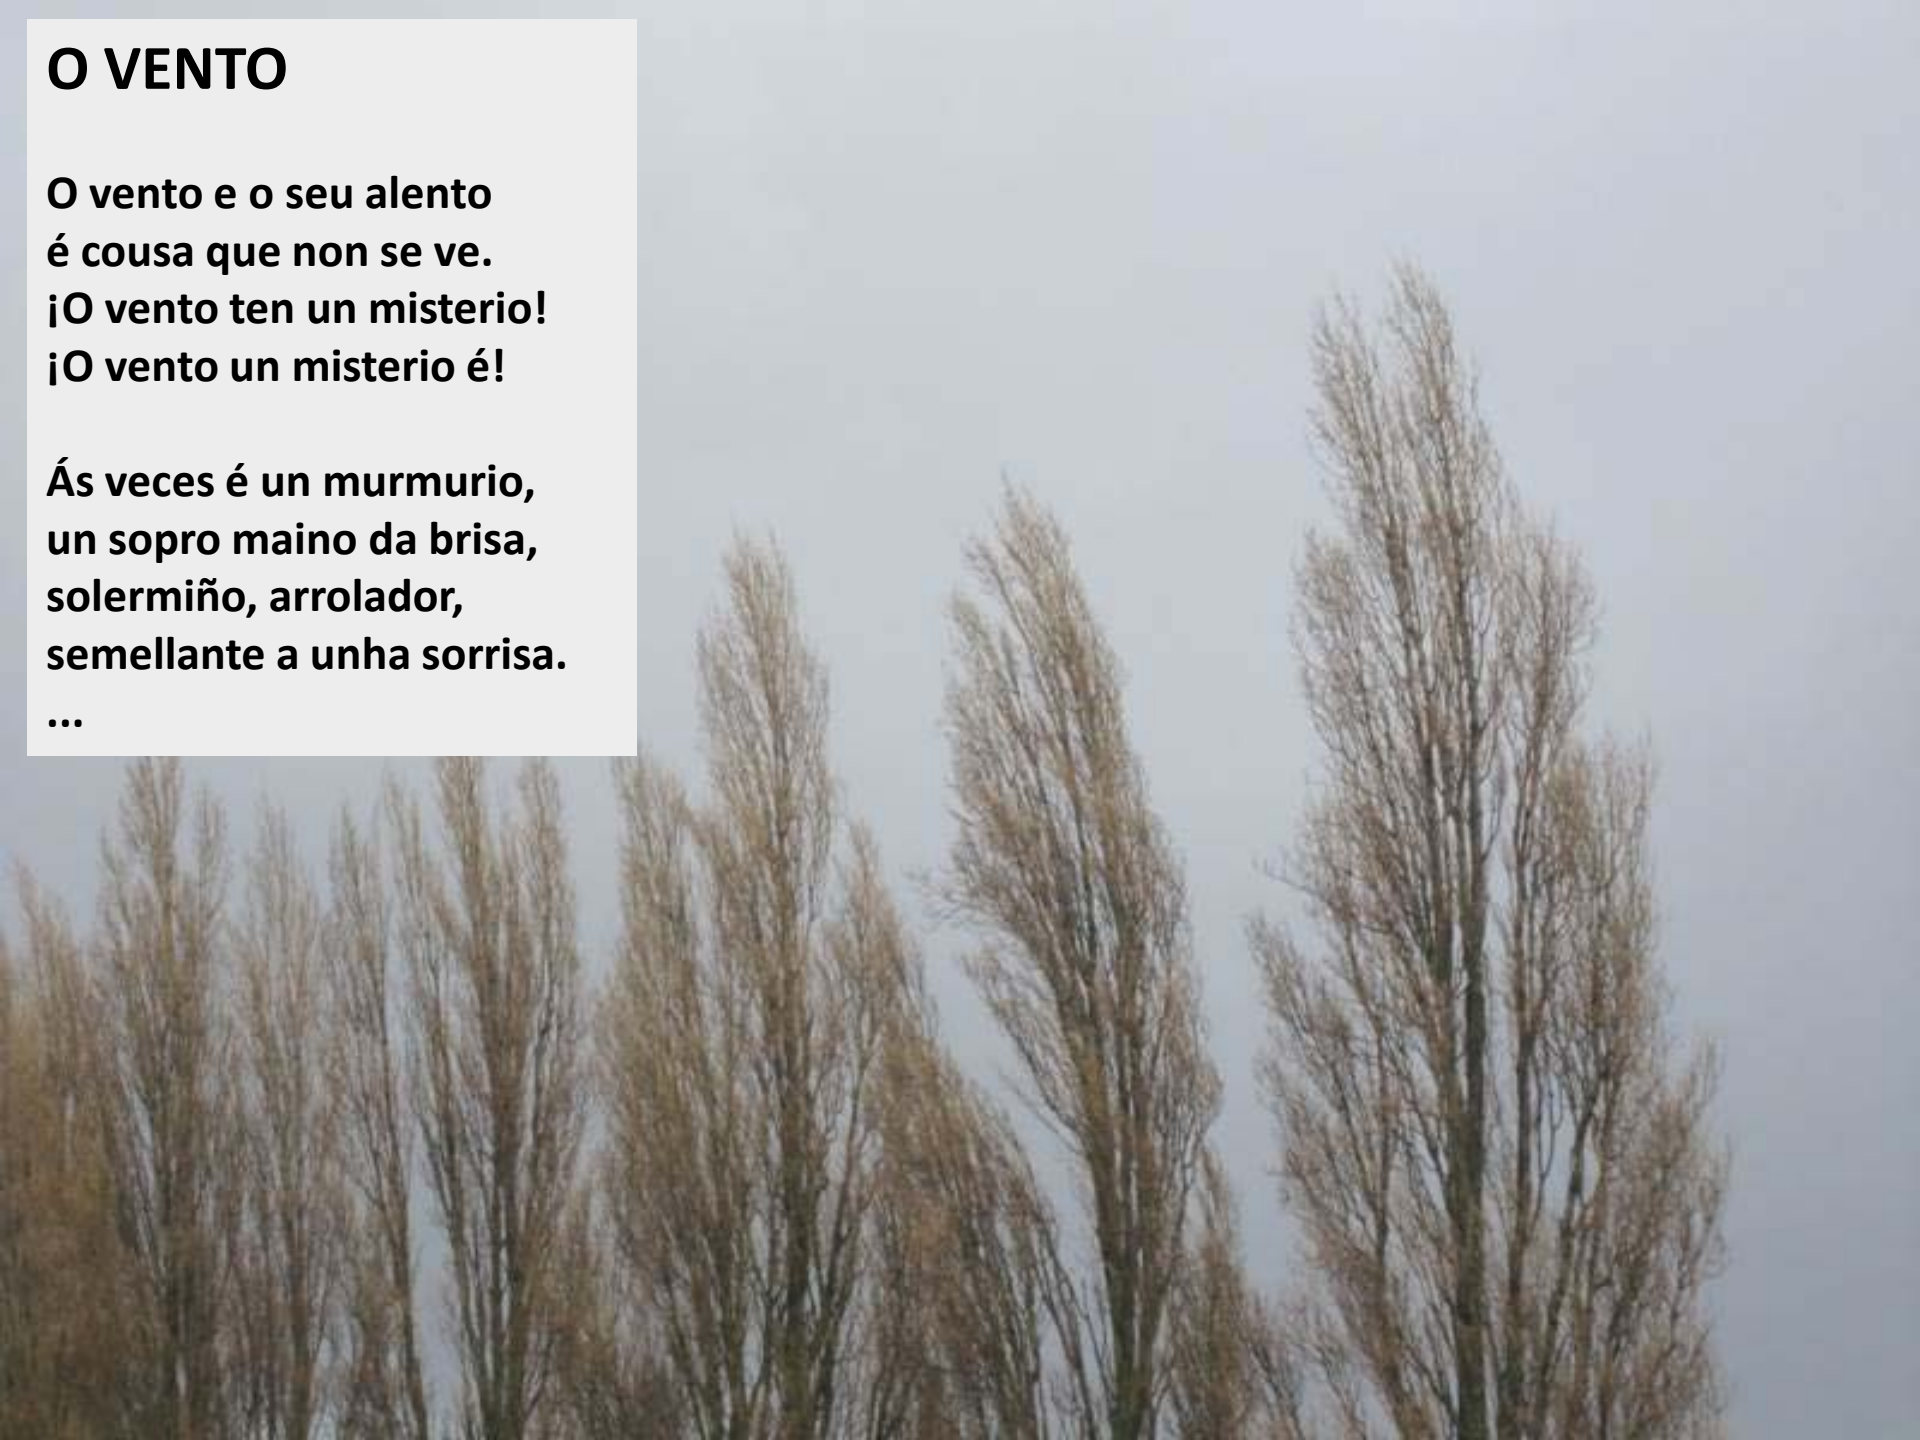 O VENTO
O vento e o seu alento
é cousa que non se ve.
¡O vento ten un misterio!
¡O vento un misterio é!
Ás veces é un murmurio,
un sopro maino da brisa,
solermiño, arrolador,
semellante a unha sorrisa.
...